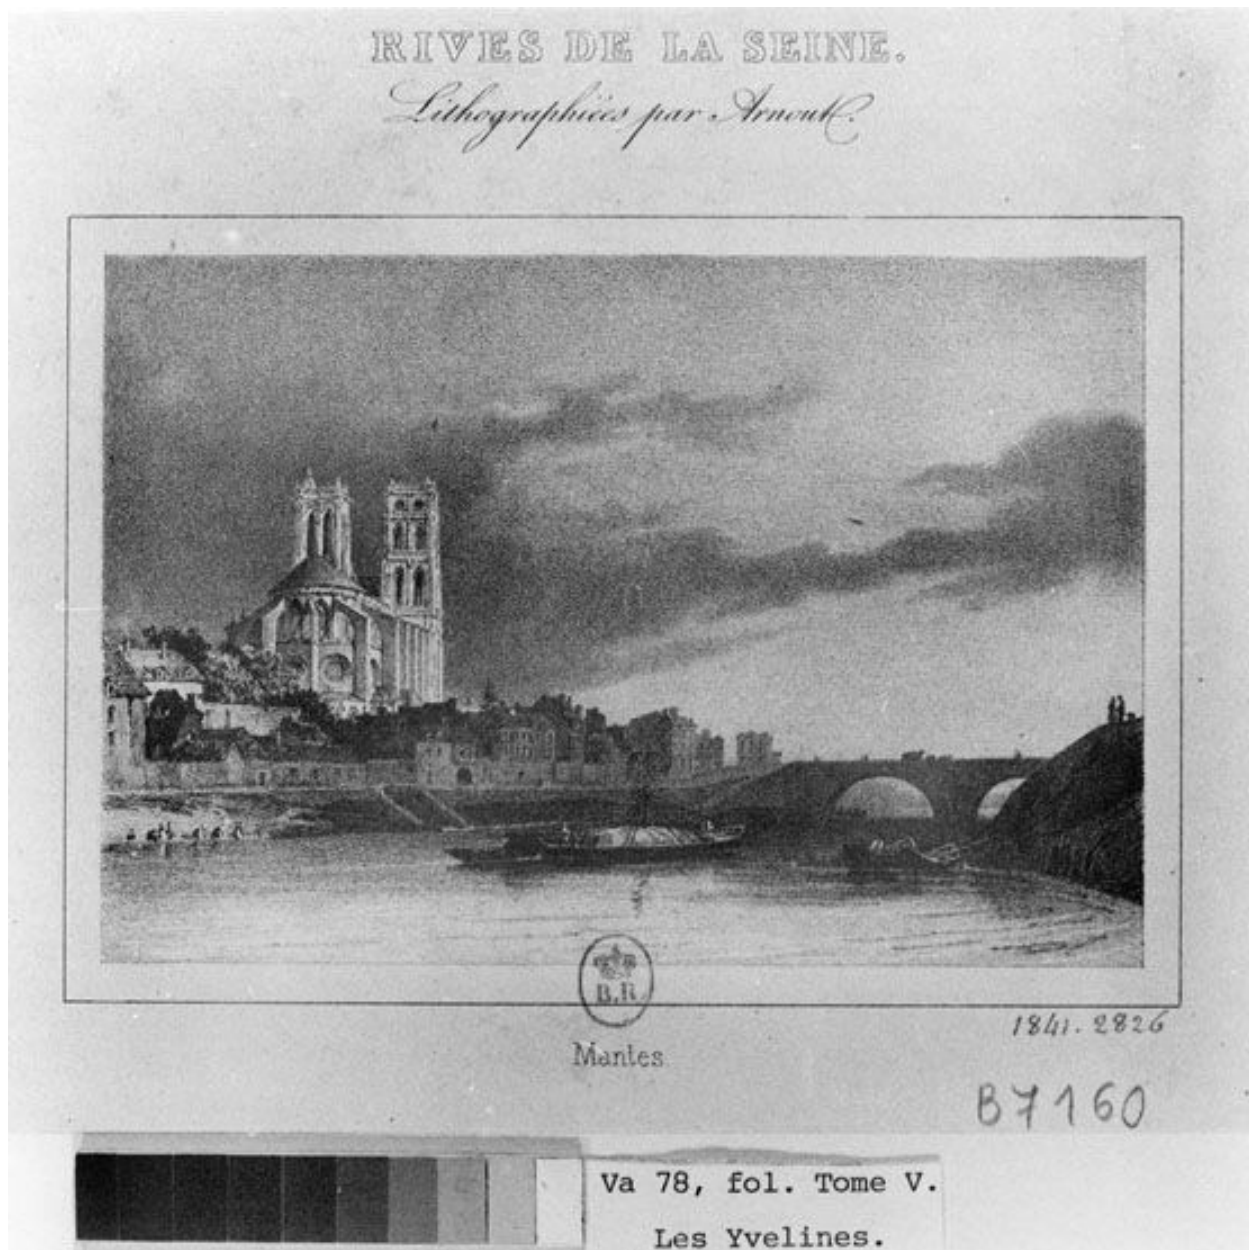 RIVES DE LA SEINE.
Lithographiées par Arnout.
B.R
Mantes
1841. 2826
B7160
Va 78, fol. Tome V.
Les Yvelines.